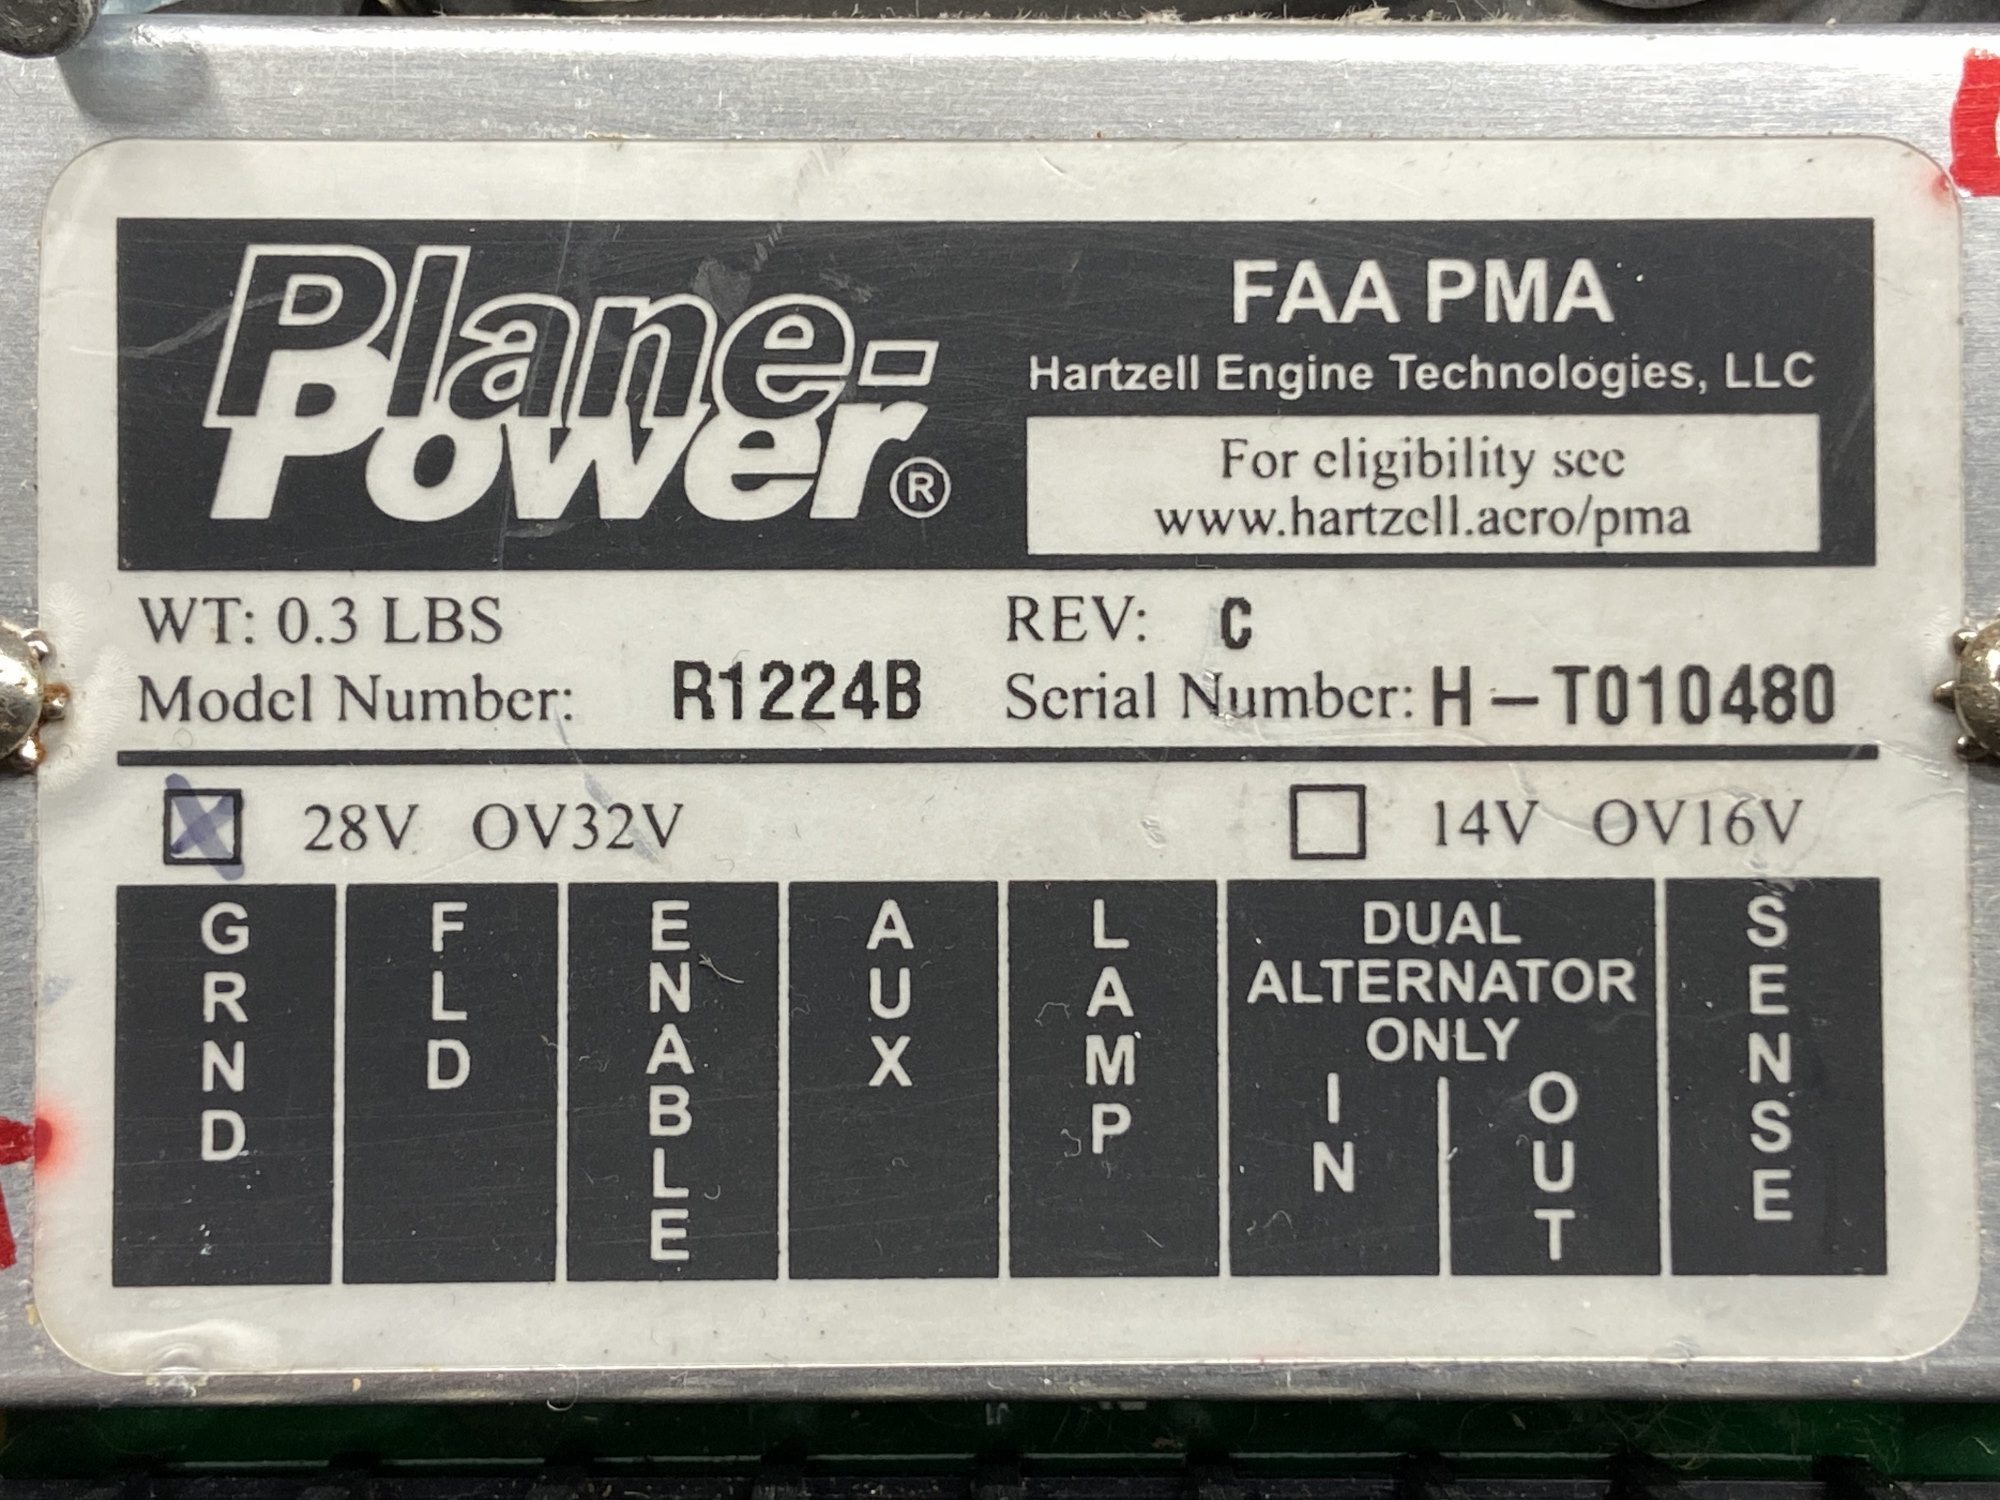 Plane-
Power®
FAA PMA
Hartzell Engine Technologies, LLC
For eligibility see
www.hartzell.aero/pma
WT: 0.3 LBS
REV: C
Model Number: R1224B
Serial Number: H-T010480
28V OV32V
14V OV16V
GRND
FLD
ENABLE
AUX
LAMP
DUAL
ALTERNATOR
ONLY
IN
OUT
SENSE